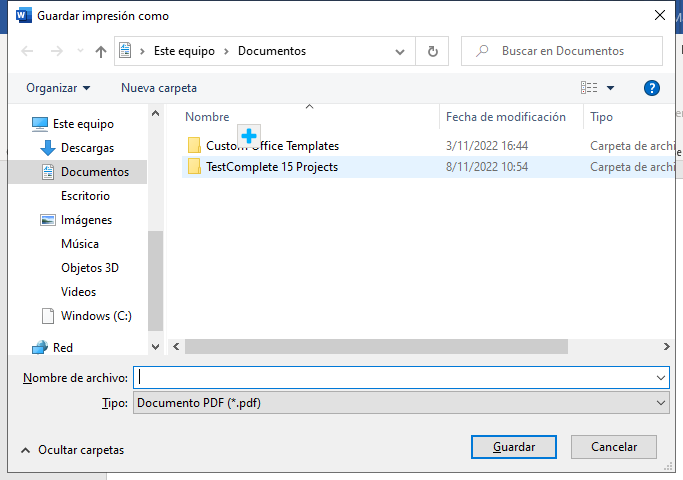 Guardar impresión como
Este equipo > Documentos
Buscar en Documentos
Organizar
Nueva carpeta
Este equipo
Descargas
Documentos
Escritorio
Imágenes
Música
Objetos 3D
Videos
Windows (C:)
Red
Nombre
Fecha de modificación
Tipo
Custom Office Templates
3/11/2022 16:44
Carpeta de archi
TestComplete 15 Projects
8/11/2022 10:54
Carpeta de archi
Nombre de archivo:
Tipo:
Documento PDF (*.pdf)
Ocultar carpetas
Guardar
Cancelar